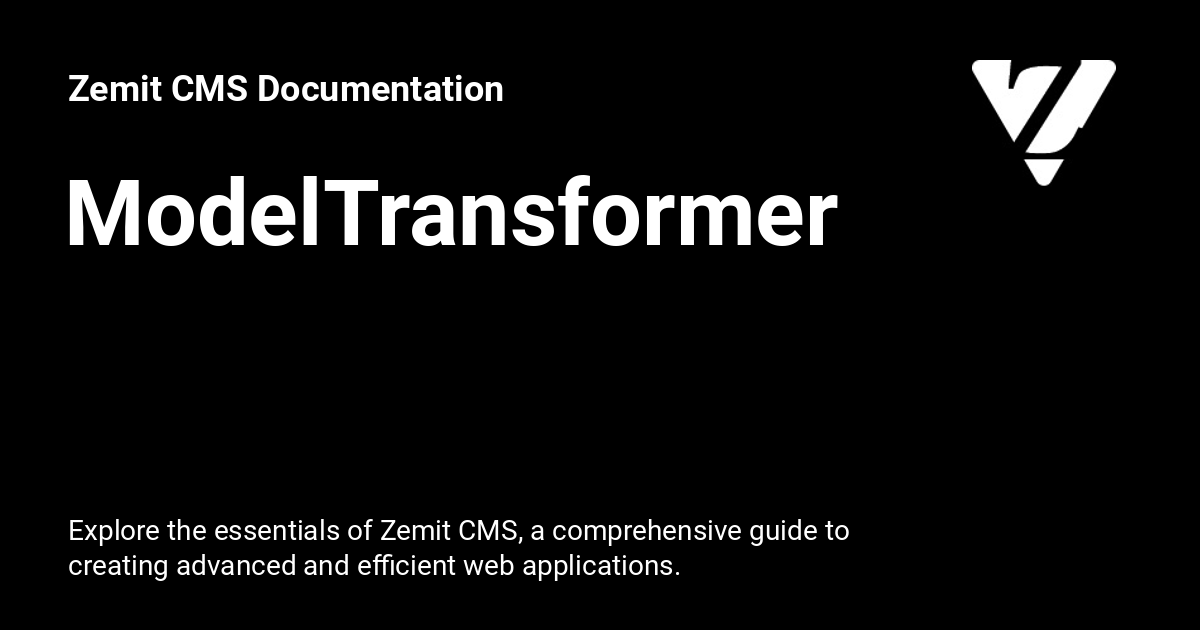 Zemit CMS Documentation
ModelTransformer
Explore the essentials of Zemit CMS, a comprehensive guide to
creating advanced and efficient web applications.